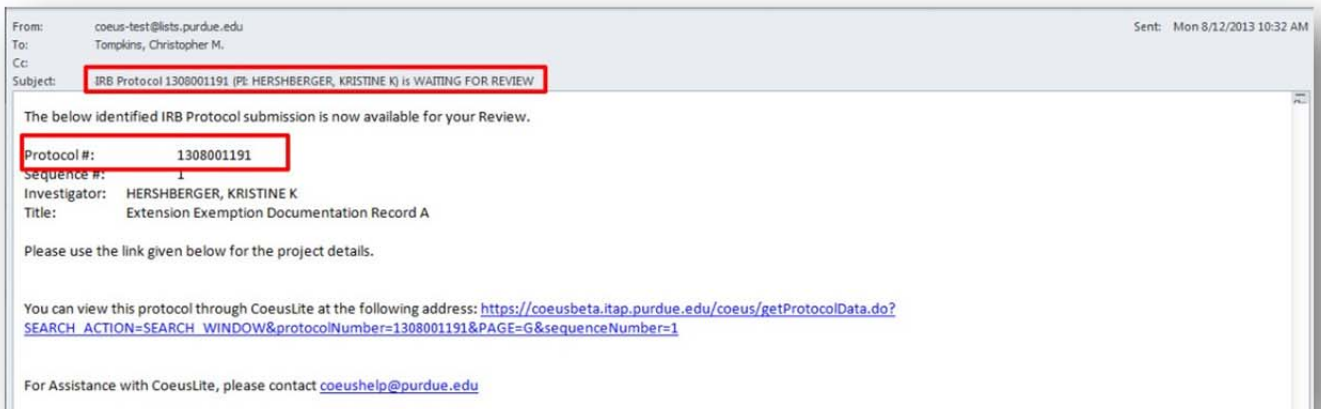 From: coeus-test@lists.purdue.edu Sent: Mon 8/12/2013 10:32 AM
To: Tompkins, Christopher M.
Cc:
Subject: IRB Protocol 1308001191 (PI: HERSHBERGER, KRISTINE K) is WAITING FOR REVIEW
The below identified IRB Protocol submission is now available for your Review.
Protocol #: 1308001191
Sequence #: 1
Investigator: HERSHBERGER, KRISTINE K
Title: Extension Exemption Documentation Record A
Please use the link given below for the project details.
You can view this protocol through CoeusLite at the following address: https://coeusbeta.itap.purdue.edu/coeus/getProtocolData.do?
SEARCH_ACTION=SEARCH_WINDOW&protocolNumber=1308001191&PAGE=G&sequenceNumber=1
For Assistance with CoeusLite, please contact coeushelp@purdue.edu